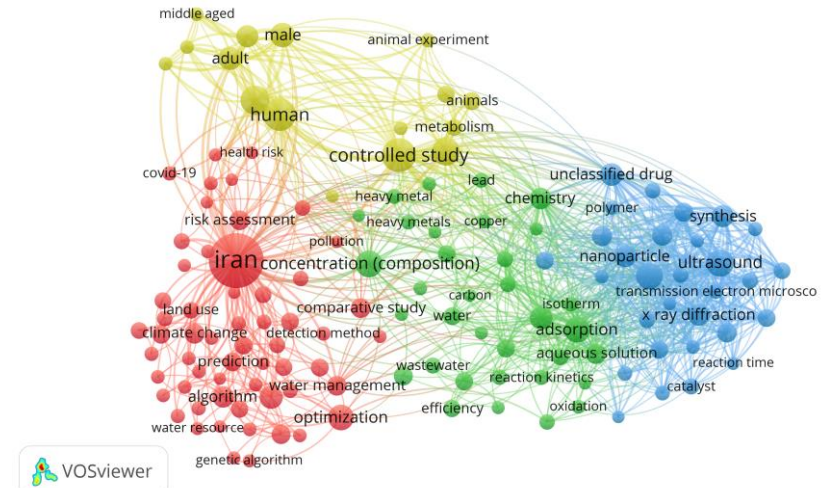 middle aged
male
animal experiment
adult
animals
human
metabolism
controlled study
health risk
covid-19
lead
unclassified drug
heavy metal
chemistry
polymer
risk assessment
heavy metals
copper
synthesis
pollution
iran
concentration (composition)
nanoparticle
ultrasound
carbon
transmission electron microsco
land use
comparative study
water
isotherm
x ray diffraction
climate change
detection method
adsorption
prediction
wastewater
aqueous solution
reaction time
algorithm
water management
reaction kinetics
catalyst
optimization
efficiency
oxidation
water resource
genetic algorithm
VOSviewer